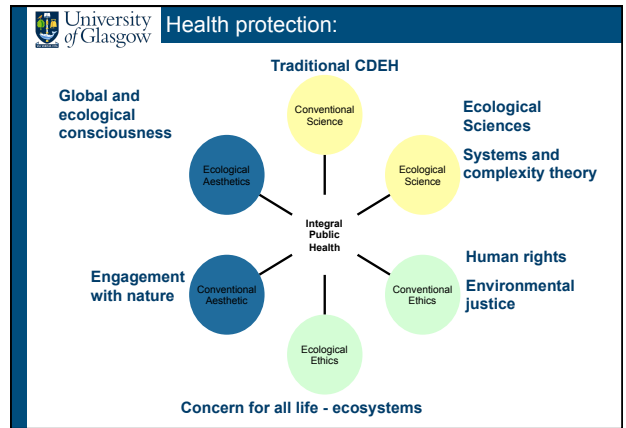 University
of Glasgow
Health protection:
Traditional CDEH
Global and
ecological
consciousness
Conventional
Science
Ecological
Sciences
Systems and
complexity theory
Ecological
Aesthetics
Ecological
Science
Integral
Public
Health
Human rights
Environmental
justice
Engagement
with nature
Conventional
Aesthetic
Conventional
Ethics
Ecological
Ethics
Concern for all life - ecosystems